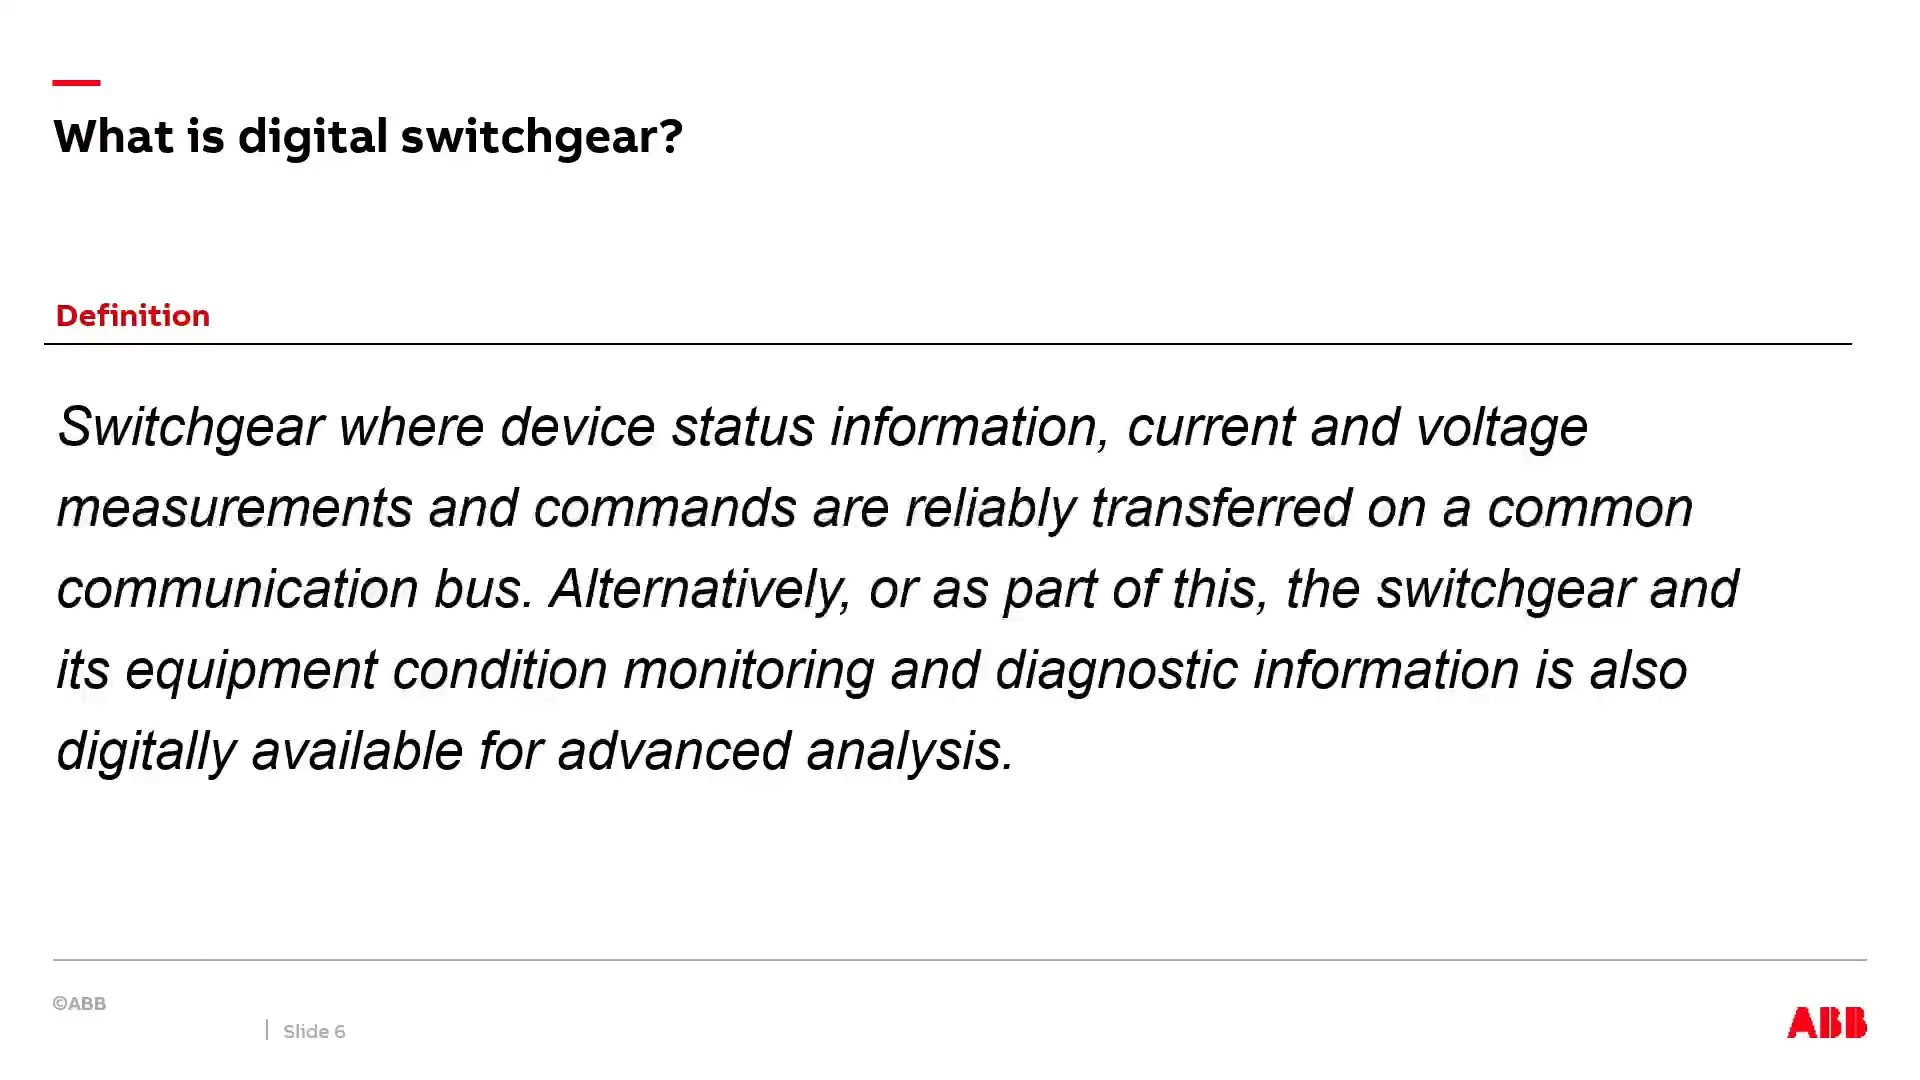 What is digital switchgear?
Definition
Switchgear where device status information, current and voltage
measurements and commands are reliably transferred on a common
communication bus. Alternatively, or as part of this, the switchgear and
its equipment condition monitoring and diagnostic information is also
digitally available for advanced analysis.
©ABB
Slide 6
ABB